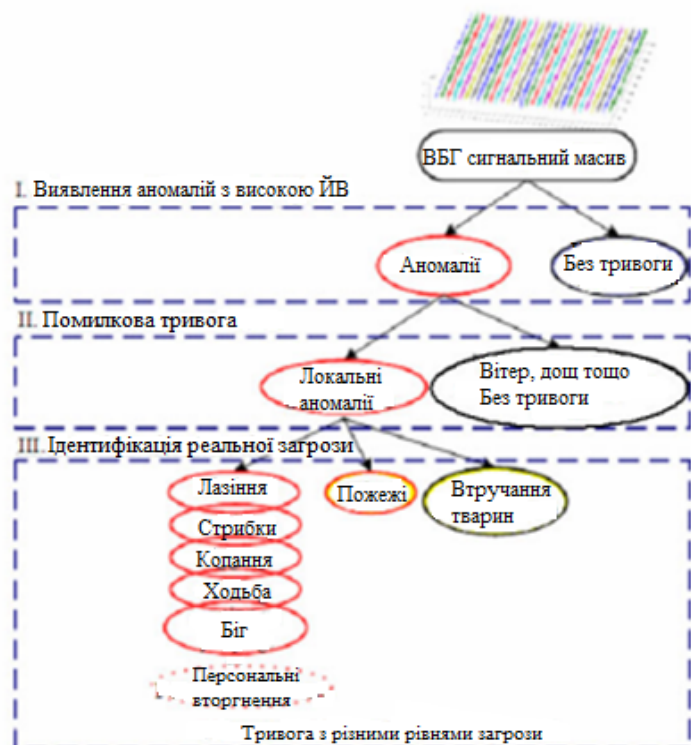 ВБГ сигнальний масив
I. Виявлення аномалій з високою ЙВ
Аномалії
Без тривоги
II. Помилкова тривога
Локальні
аномалії
Вітер, дощ тощо
Без тривоги
III. Ідентифікація реальної загрози
Лазіння
Пожежі
Втручання
тварин
Стрибки
Копання
Ходьба
Біг
Персональні
вторгнення
Тривога з різними рівнями загрози